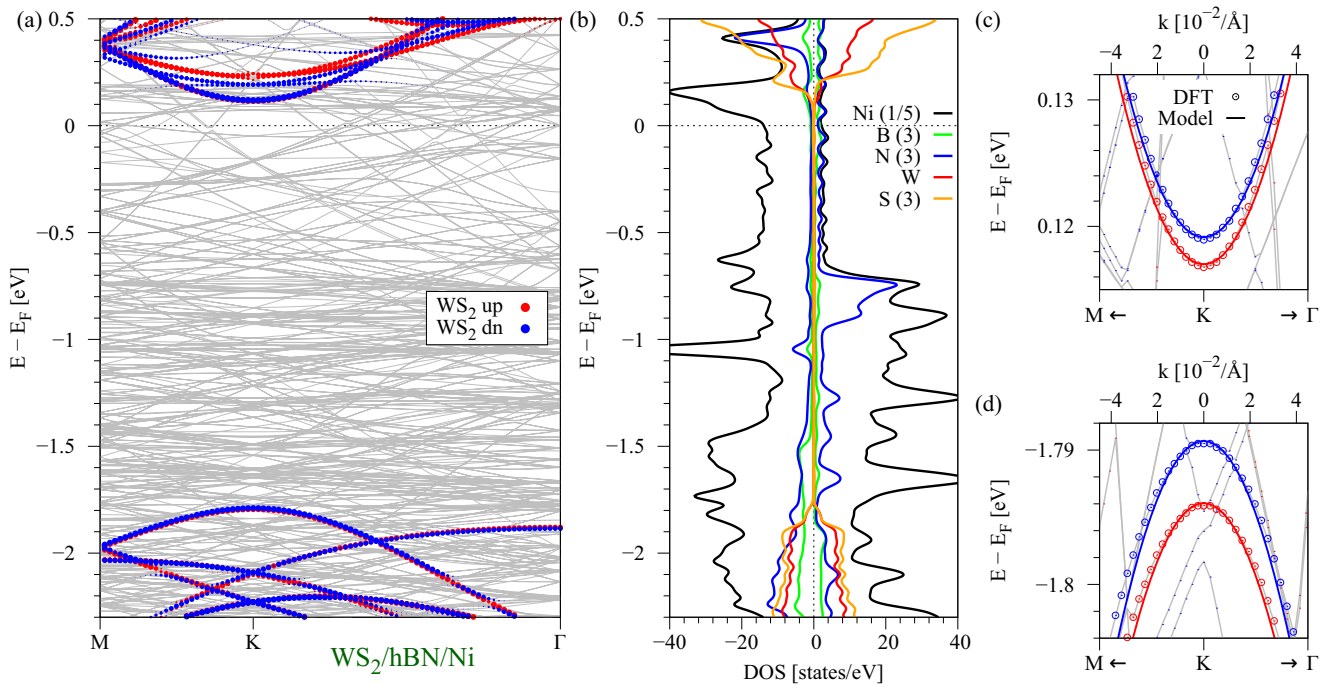 (a)
0.5
0
−0.5
−1
−1.5
−2
E − E_F [eV]
WS₂ up
WS₂ dn
M
K
Γ
WS₂/hBN/Ni
(b)
0.5
0
−0.5
−1
−1.5
−2
E − E_F [eV]
Ni (1/5)
B (3)
N (3)
W
S (3)
−40 −20 0 20 40
DOS [states/eV]
(c)
k [10⁻²/Å]
−4 −2 0 2 4
0.13
0.12
E − E_F [eV]
DFT
Model
M ← K → Γ
(d)
k [10⁻²/Å]
−4 −2 0 2 4
−1.79
−1.8
E − E_F [eV]
M ← K → Γ